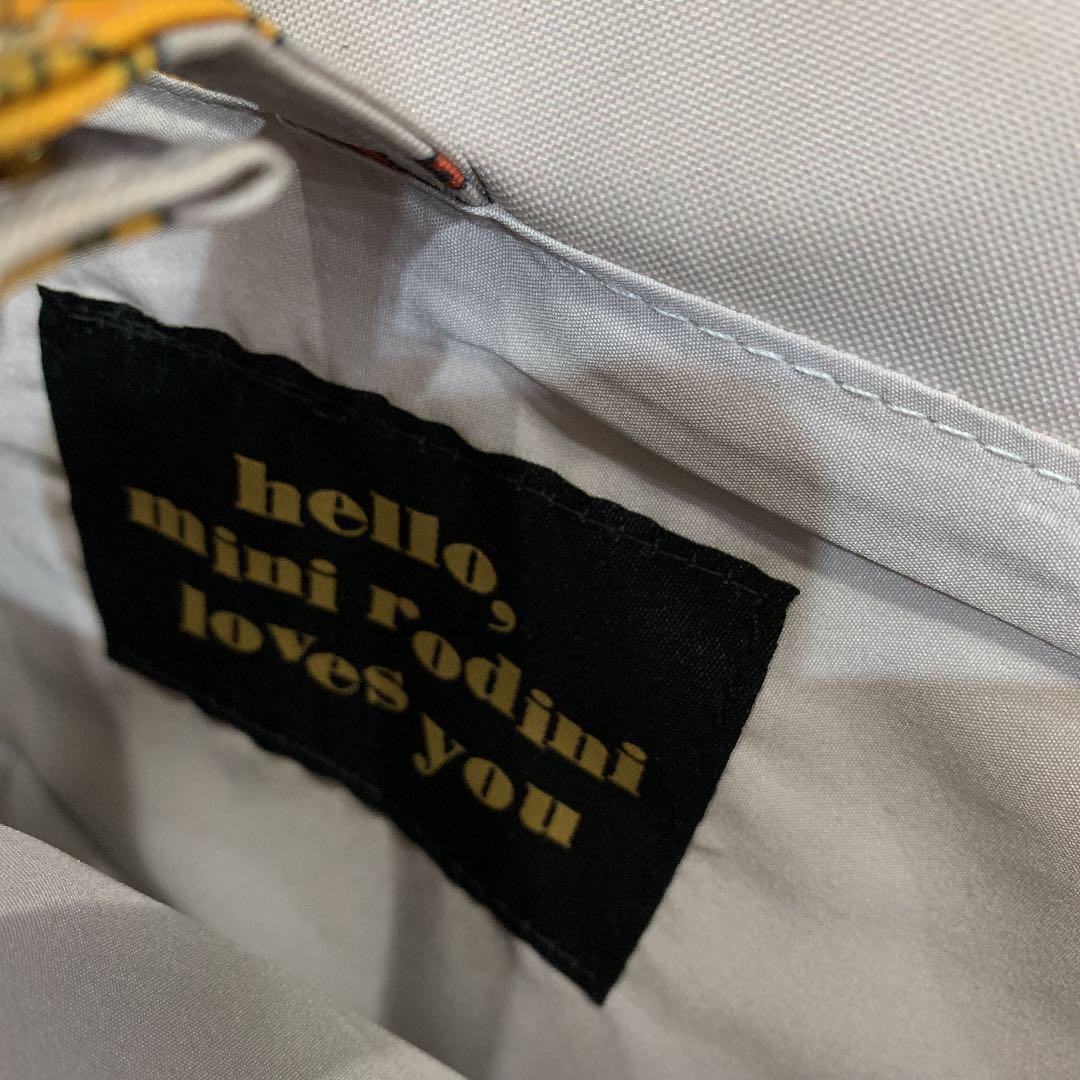 hello,
mini rodini
loves you